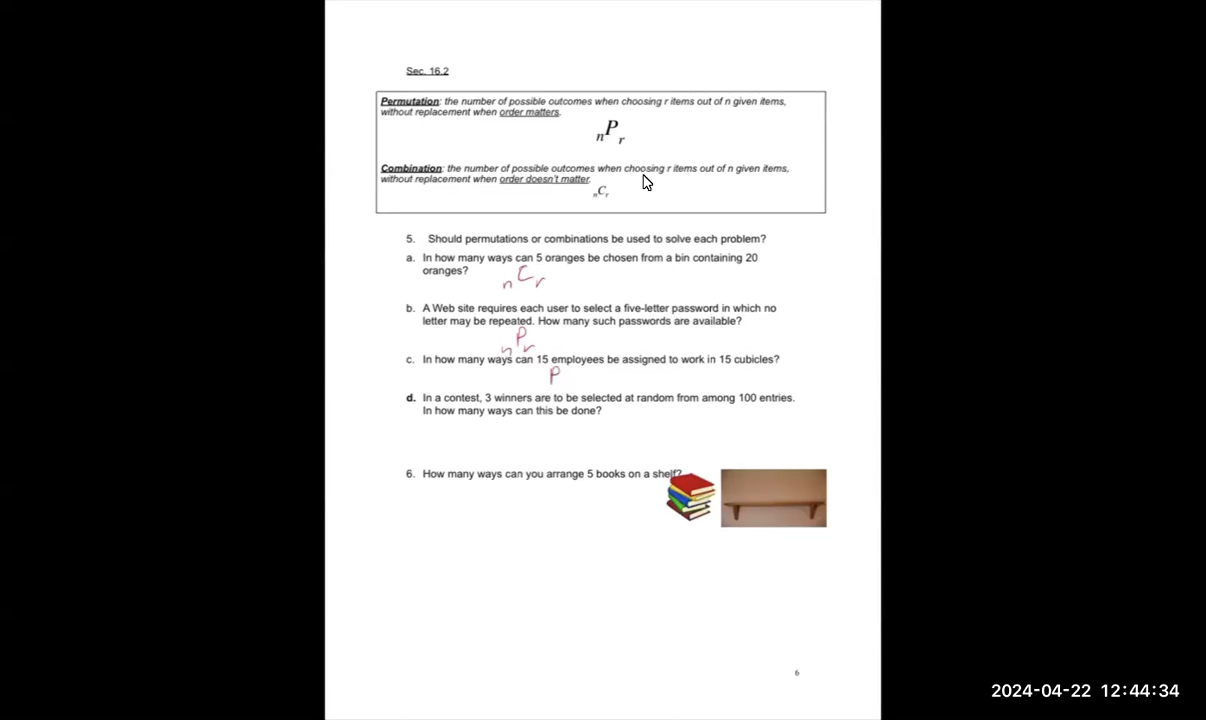 Sec. 16.2
Permutation: the number of possible outcomes when choosing r items out of n given items,
without replacement when order matters.
nPr
Combination: the number of possible outcomes when choosing r items out of n given items,
without replacement when order doesn't matter.
nCr
5. Should permutations or combinations be used to solve each problem?
a. In how many ways can 5 oranges be chosen from a bin containing 20
oranges?
nCr
b. A Web site requires each user to select a five-letter password in which no
letter may be repeated. How many such passwords are available?
nPr
c. In how many ways can 15 employees be assigned to work in 15 cubicles?
P
d. In a contest, 3 winners are to be selected at random from among 100 entries.
In how many ways can this be done?
6. How many ways can you arrange 5 books on a shelf?
6
2024-04-22 12:44:34